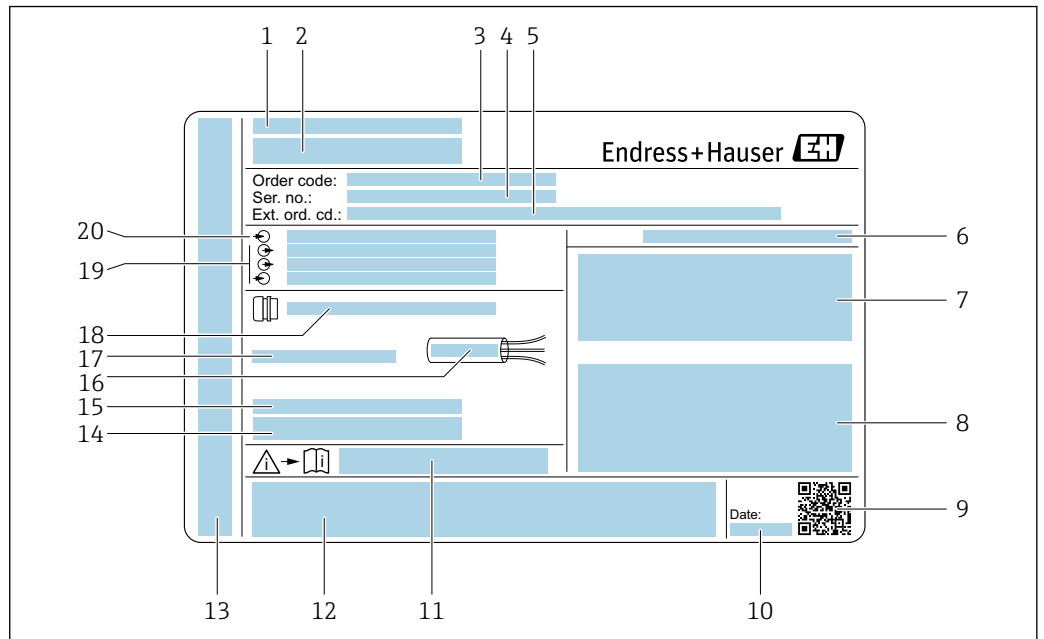 1 2 3 4 5
Endress+Hauser EH
Order code:
Ser. no.:
Ext. ord. cd.:
20
6
19
7
18
17
16
15
8
14
i i
11
9
Date:
13 12 11 10